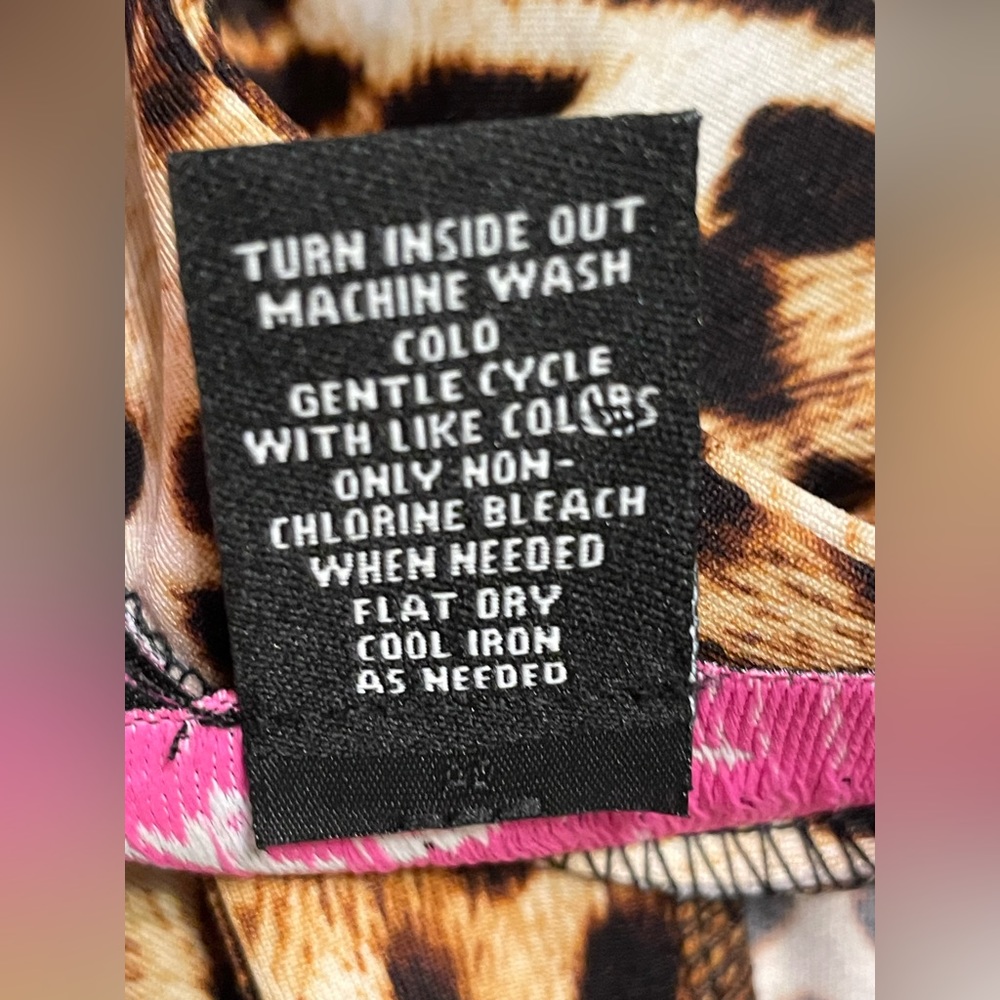 TURN INSIDE OUT
MACHINE WASH
COLD
GENTLE CYCLE
WITH LIKE COLORS
ONLY NON-
CHLORINE BLEACH
WHEN NEEDED
FLAT DRY
COOL IRON
AS NEEDED